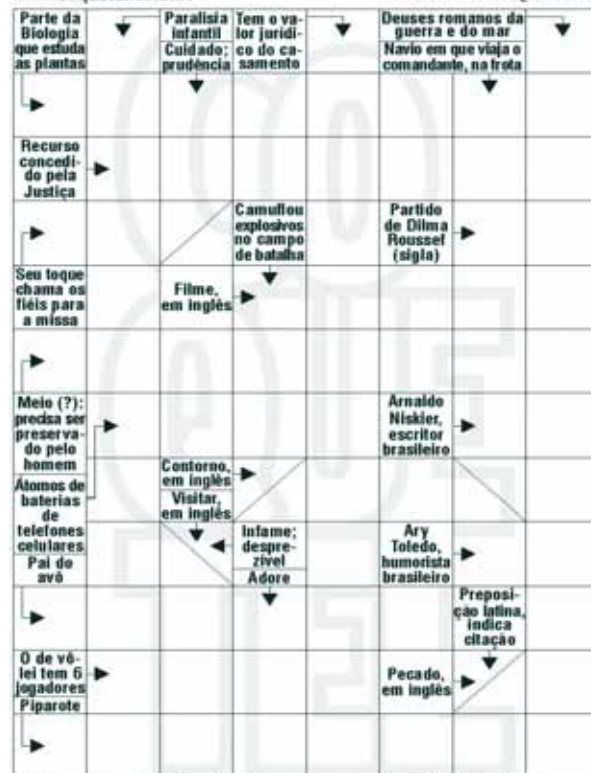 Parte da
Biologia
que estuda
as plantas
Paralisia
infantil
Cuidado;
prudência
Tem o va-
lor jurídi-
co do ca-
samento
Deuses romanos da
guerra e do mar
Navio em que viaja o
comandante, na frota
Recurso
concedi-
do pela
Justiça
Camuflou
explosivos
no campo
de batalha
Partido
de Dilma
Roussef
(sigla)
Seu toque
chama os
fiéis para
a missa
Filme,
em inglês
Meio (?):
precisa ser
preserva-
do pelo
homem
Arnaldo
Niskier,
escritor
brasileiro
Átomos de
baterias
de
telefones
celulares
Contorno,
em inglês
Visitar,
em inglês
Pai do
avô
Infame;
despre-
zível
Adore
Ary
Toledo,
humorista
brasileiro
Preposi-
ção latina,
indica
citação
O de vô-
lei tem 6
jogadores
Piparote
Pecado,
em inglês